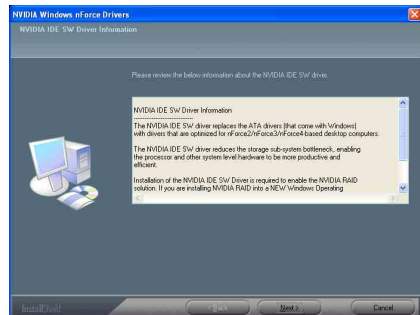 NVIDIA Windows nForce Drivers
NVIDIA IDE SW Driver Information
Please review the below information about the NVIDIA IDE SW driver.
NVIDIA IDE SW Driver Information
The NVIDIA IDE SW driver replaces the ATA drivers (that come with Windows)
with drivers that are optimized for nForce2/nForce3/nForce4-based desktop computers.
The NVIDIA IDE SW driver reduces the storage sub-system bottleneck, enabling
the processor and other system level hardware to be more productive and
efficient.
Installation of the NVIDIA IDE SW Driver is required to enable the NVIDIA RAID
solution. If you are installing NVIDIA RAID into a NEW Windows Operating
InstallShield
< Back
Next >
Cancel